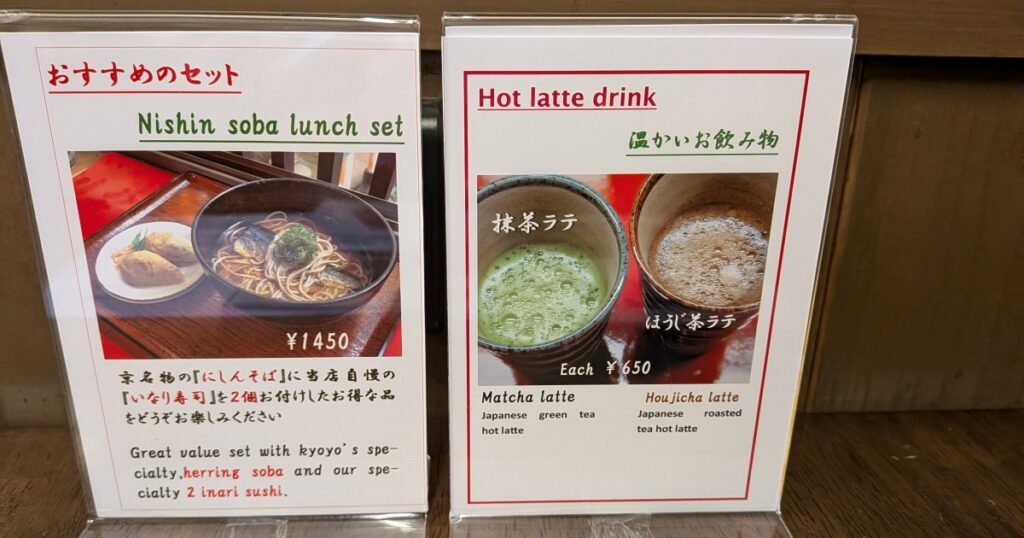 おすすめのセット
Nishin soba lunch set
¥1450
京名物の『にしんそば』に当店自慢の
『いなり寿司』を2個お付けしたお得な品
をどうぞお楽しみください
Great value set with kyoyo's spe-
cialty,herring soba and our spe-
cialty 2 inari sushi.
Hot latte drink
温かいお飲み物
抹茶ラテ
ほうじ茶ラテ
Each ¥650
Matcha latte
Japanese green tea
hot latte
Houjicha latte
Japanese roasted
tea hot latte